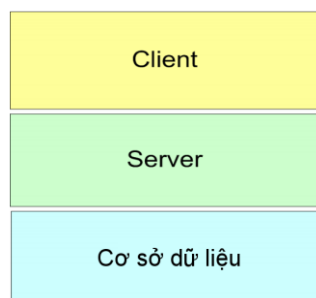 Client
Server
Cơ sở dữ liệu